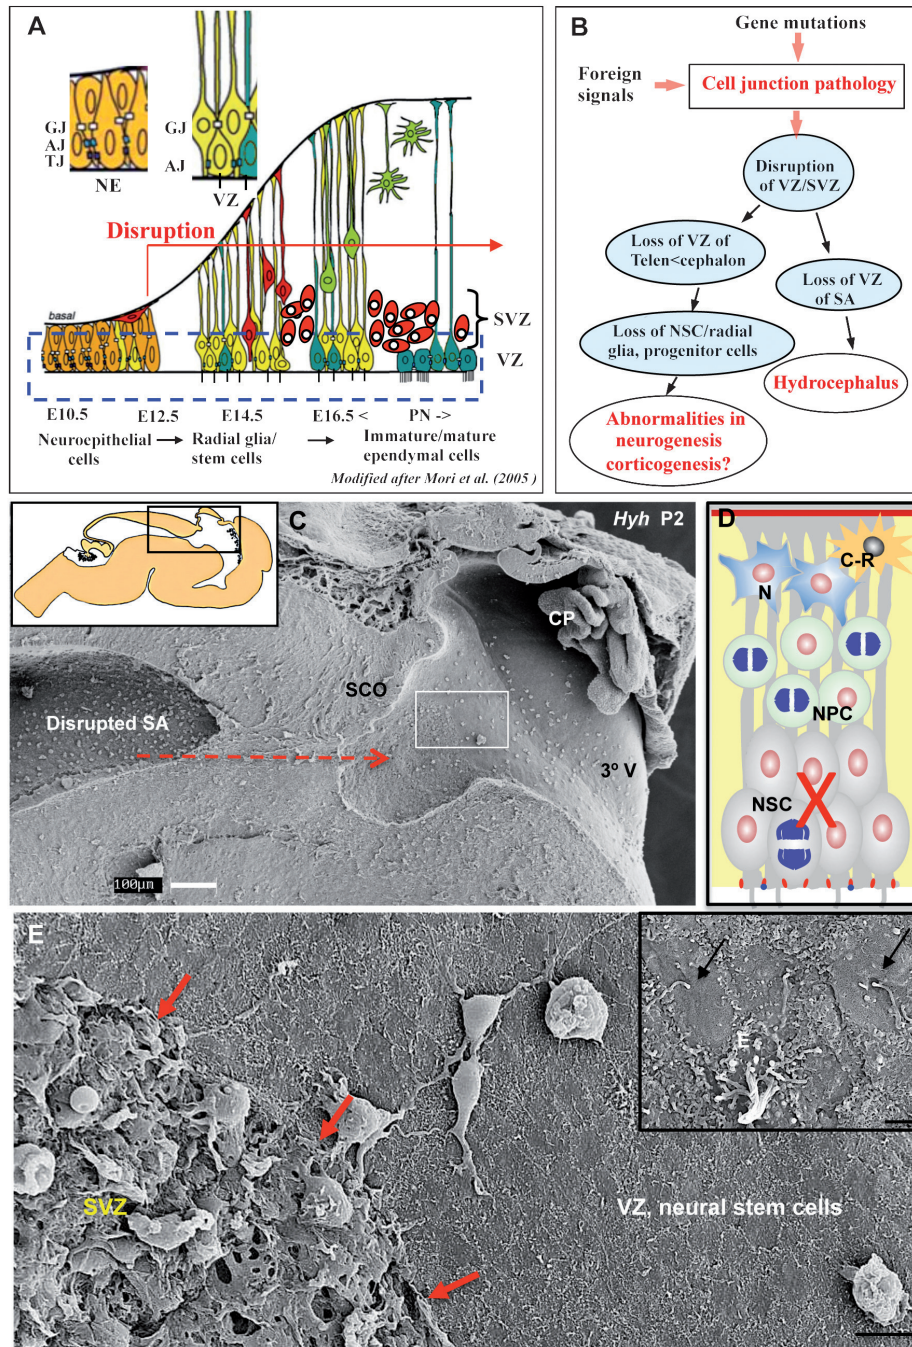 A
GJ
AJ
TJ
NE
GJ
AJ
VZ
Disruption
basal
SVZ
VZ
E10.5 E12.5 E14.5 E16.5 < PN ->
Neuroepithelial cells
Radial glia/ stem cells
Immature/mature ependymal cells
Modified after Mori et al. (2005 )
B
Gene mutations
Foreign
signals
Cell junction pathology
Disruption
of VZ/SVZ
Loss of VZ of
Telen<cephalon
Loss of VZ
of SA
Loss of NSC/radial
glia, progenitor cells
Hydrocephalus
Abnormalities in
neurogenesis
corticogenesis?
C
Hyh P2
CP
SCO
Disrupted SA
3º V
100µm
D
C-R
N
NPC
NSC
X
E
E
SVZ
VZ, neural stem cells